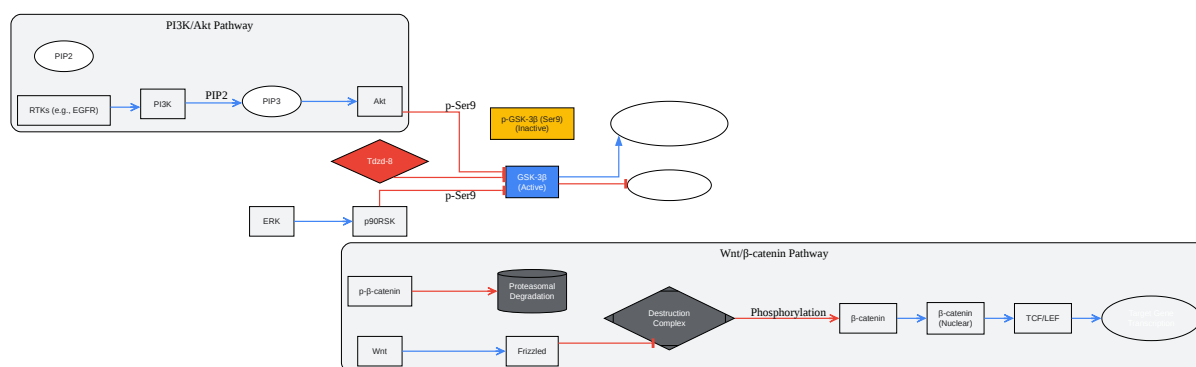 PI3K/Akt Pathway
PIP2
RTKs (e.g., EGFR)
PI3K
PIP2
PIP3
Akt
p-Ser9
p-GSK-3β (Ser9)
(Inactive)
Tdzd-8
GSK-3β
(Active)
p-Ser9
ERK
p90RSK
Wnt/β-catenin Pathway
p-β-catenin
Proteasomal
Degradation
Destruction
Complex
Phosphorylation
β-catenin
β-catenin
(Nuclear)
TCF/LEF
Wnt
Frizzled